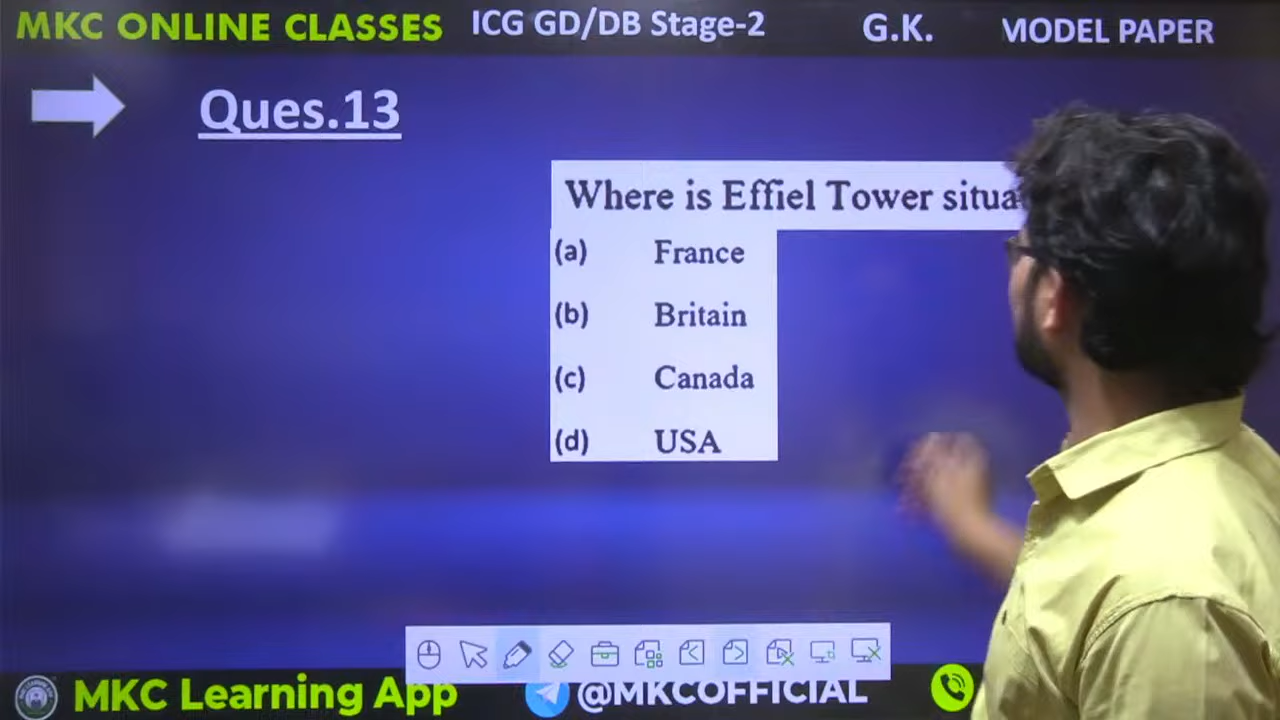 MKC ONLINE CLASSES ICG GD/DB Stage-2 G.K. MODEL PAPER
Ques.13
Where is Effiel Tower
(a) France
(b) Britain
(c) Canada
(d) USA
MKC Learning App @MKCOFFICIAL